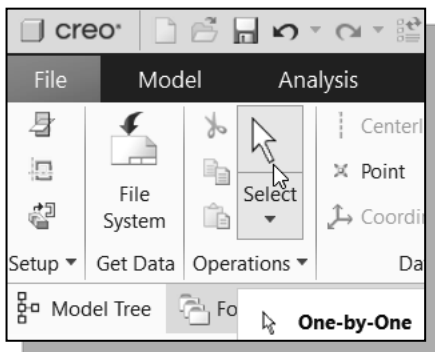 creo
File Model Analysis
Centerl
Point
File System
Select
Coordi
Setup Get Data Operations Da
Model Tree Fo
One-by-One